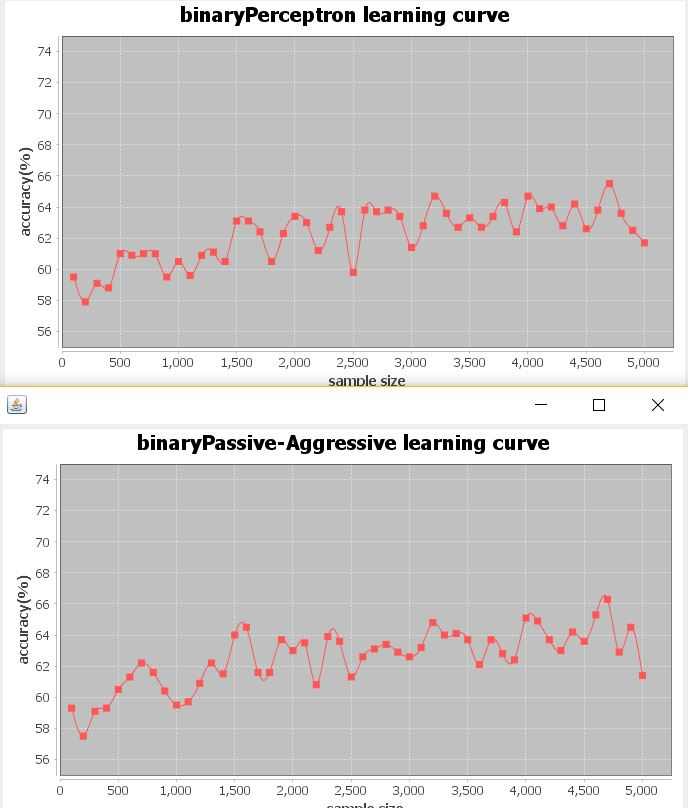 binaryPerceptron learning curve
74
72
70
68
66
64
62
60
58
56
accuracy(%)
0 500 1,000 1,500 2,000 2,500 3,000 3,500 4,000 4,500 5,000
sample size
binaryPassive-Aggressive learning curve
74
72
70
68
66
64
62
60
58
56
accuracy(%)
0 500 1,000 1,500 2,000 2,500 3,000 3,500 4,000 4,500 5,000
sample size